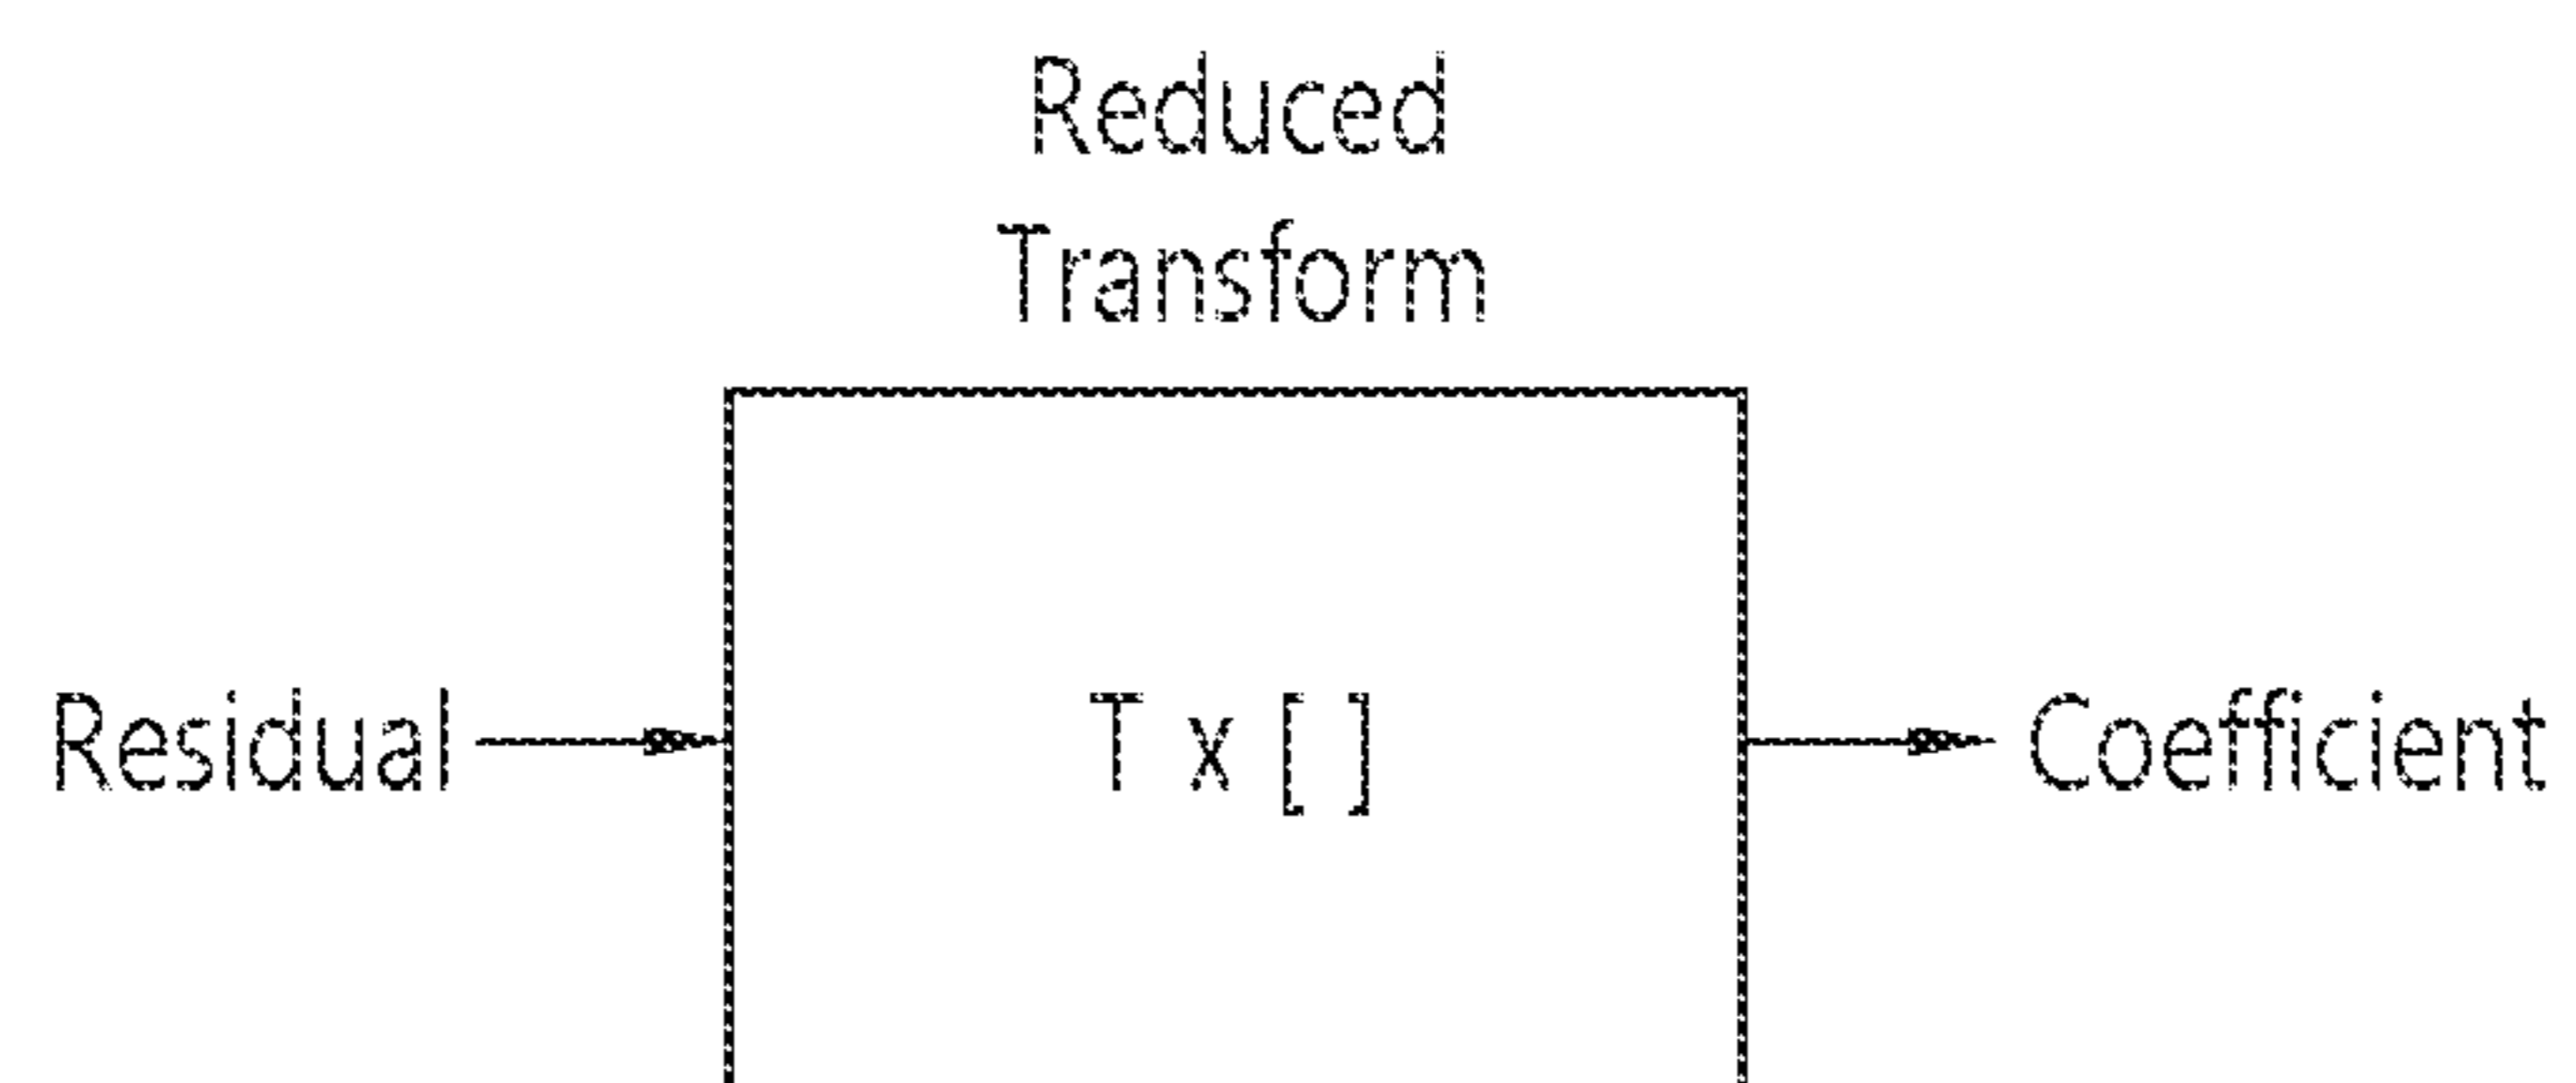 Reduced
Transform
Residual
T x [ ]
Coefficient